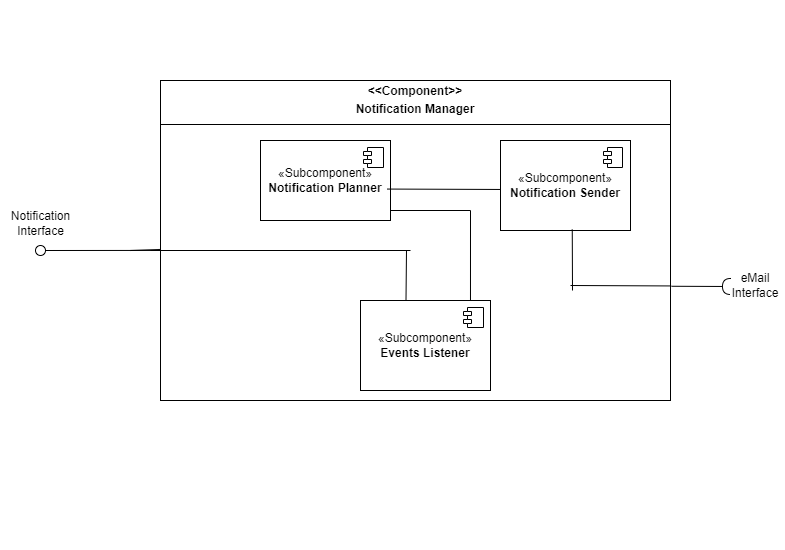 <<Component>>
Notification Manager
«Subcomponent»
Notification Planner
«Subcomponent»
Notification Sender
Notification
Interface
eMail
Interface
«Subcomponent»
Events Listener